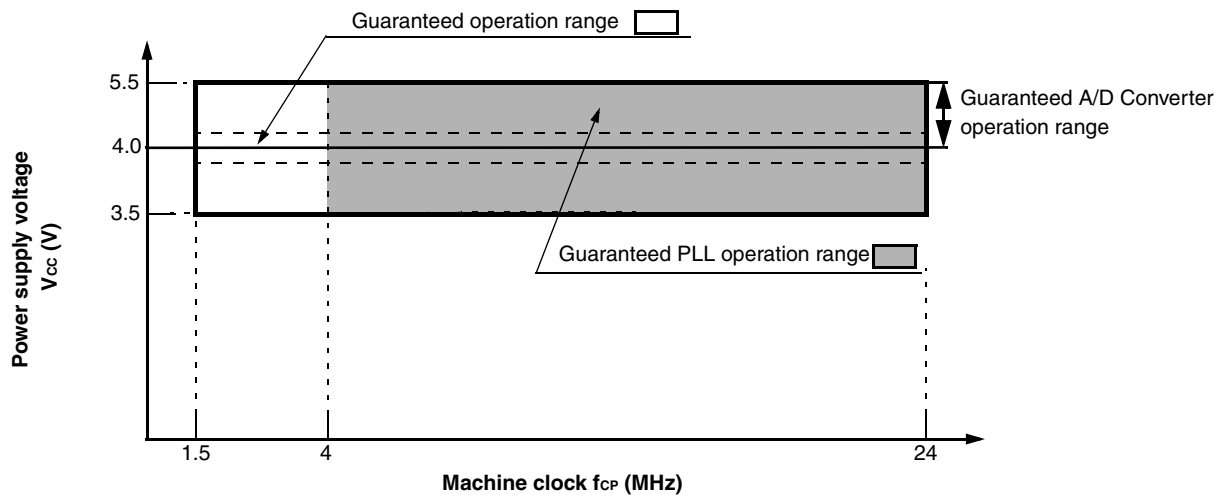 Guaranteed operation range
5.5
Guaranteed A/D Converter
operation range
4.0
3.5
Power supply voltage
Vcc (V)
Guaranteed PLL operation range
1.5
4
24
Machine clock fCP (MHz)